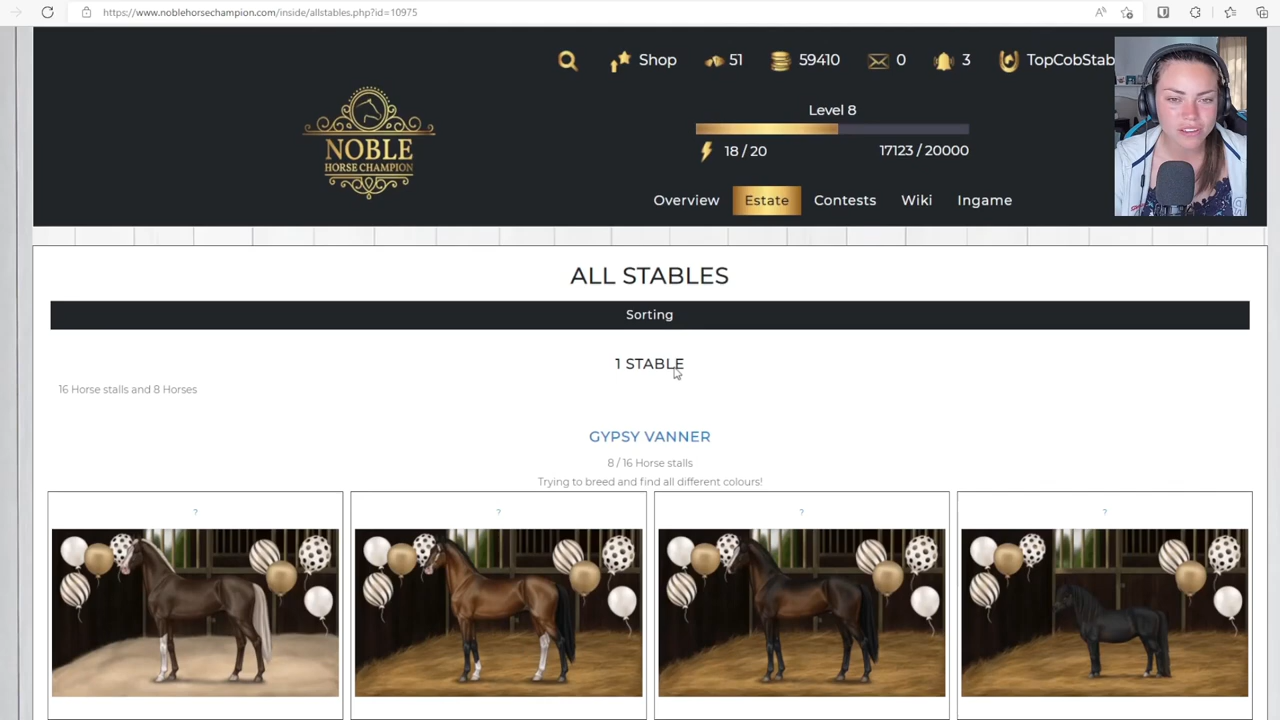 https://www.noblehorsechampion.com/inside/allstables.php?id=10975
Shop
51
59410
0
3
TopCobStab
Level 8
18 / 20
17123 / 20000
NOBLE
HORSE CHAMPION
Overview
Estate
Contests
Wiki
Ingame
ALL STABLES
Sorting
1 STABLE
16 Horse stalls and 8 Horses
GYPSY VANNER
8 / 16 Horse stalls
Trying to breed and find all different colours!
?
?
?
?